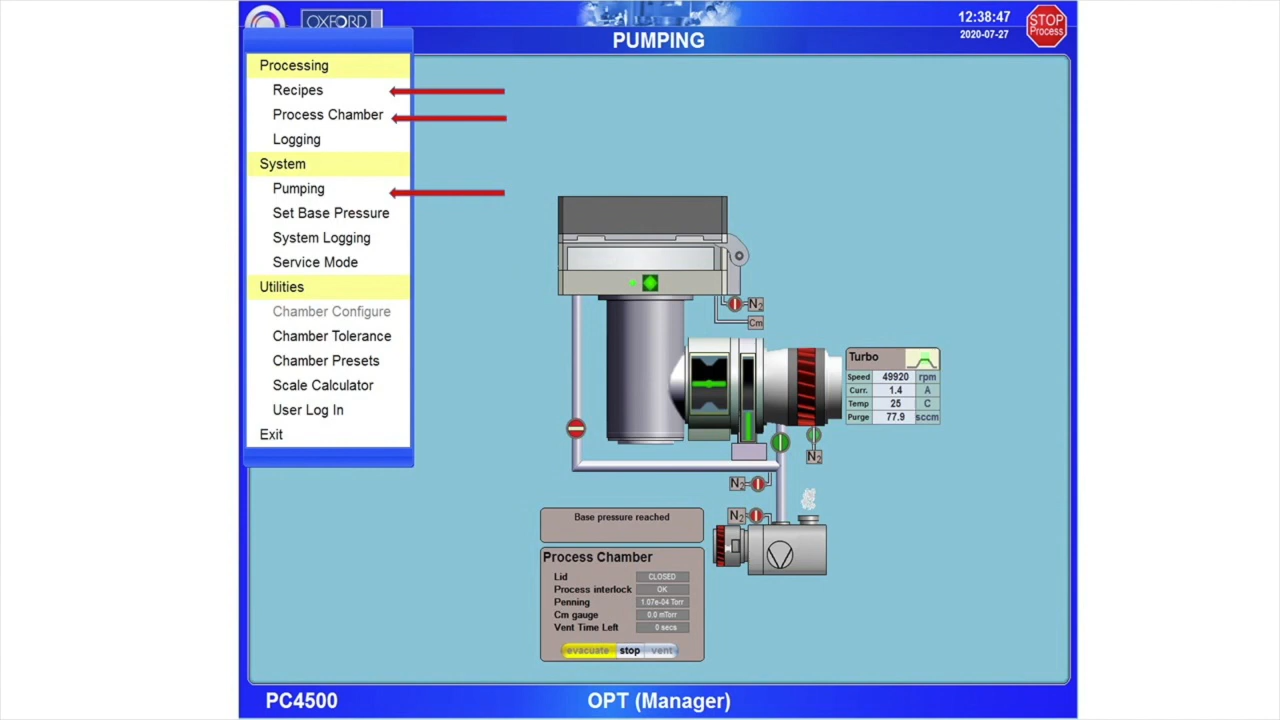 OXFORD
12:38:47
2020-07-27
STOP
Process
PUMPING
Processing
Recipes
Process Chamber
Logging
System
Pumping
Set Base Pressure
System Logging
Service Mode
Utilities
Chamber Configure
Chamber Tolerance
Chamber Presets
Scale Calculator
User Log In
Exit
N2
Cm
Turbo
Speed 49920 rpm
Curr. 1.4 A
Temp 25 C
Purge 77.9 sccm
N2
N2
N2
Base pressure reached
Process Chamber
Lid CLOSED
Process interlock OK
Penning 1.07e-04 Torr
Cm gauge 0.0 mTorr
Vent Time Left 0 secs
evacuate stop vent
PC4500
OPT (Manager)